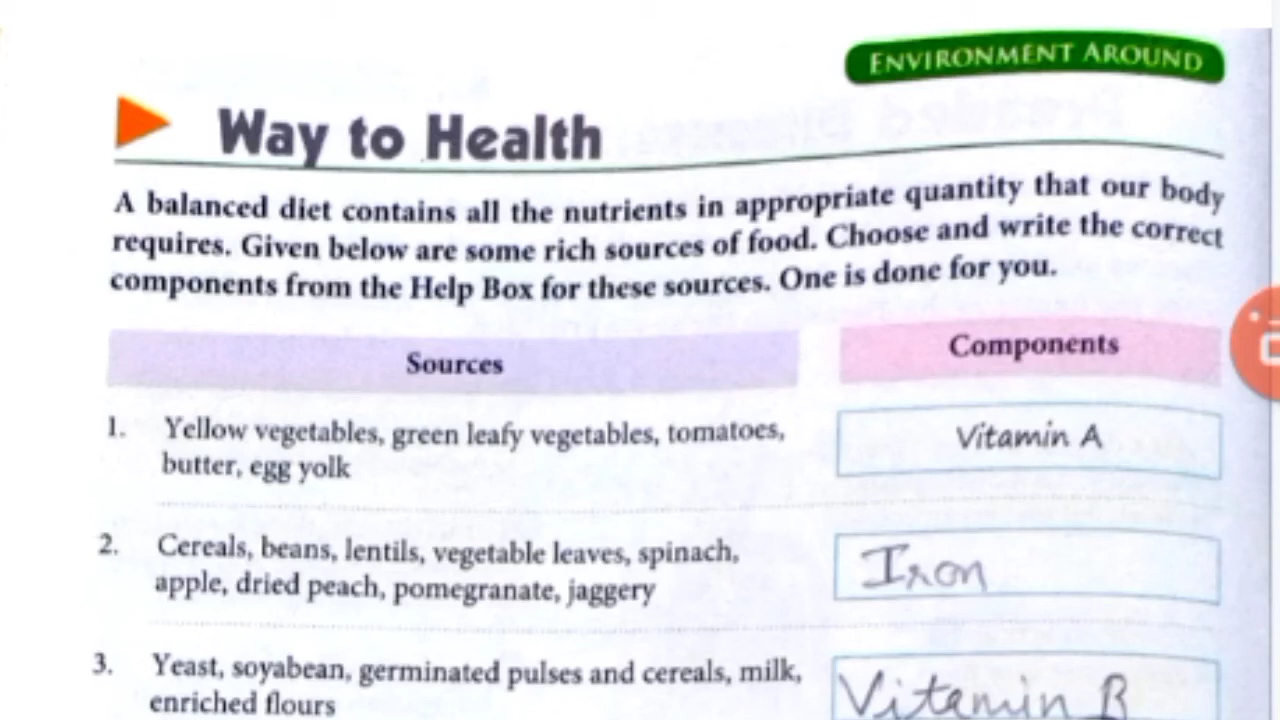 ENVIRONMENT AROUND
Way to Health
A balanced diet contains all the nutrients in appropriate quantity that our body
requires. Given below are some rich sources of food. Choose and write the correct
components from the Help Box for these sources. One is done for you.
Sources
Components
1. Yellow vegetables, green leafy vegetables, tomatoes,
butter, egg yolk
Vitamin A
2. Cereals, beans, lentils, vegetable leaves, spinach,
apple, dried peach, pomegranate, jaggery
Iron
3. Yeast, soyabean, germinated pulses and cereals, milk,
enriched flours
Vitamin B